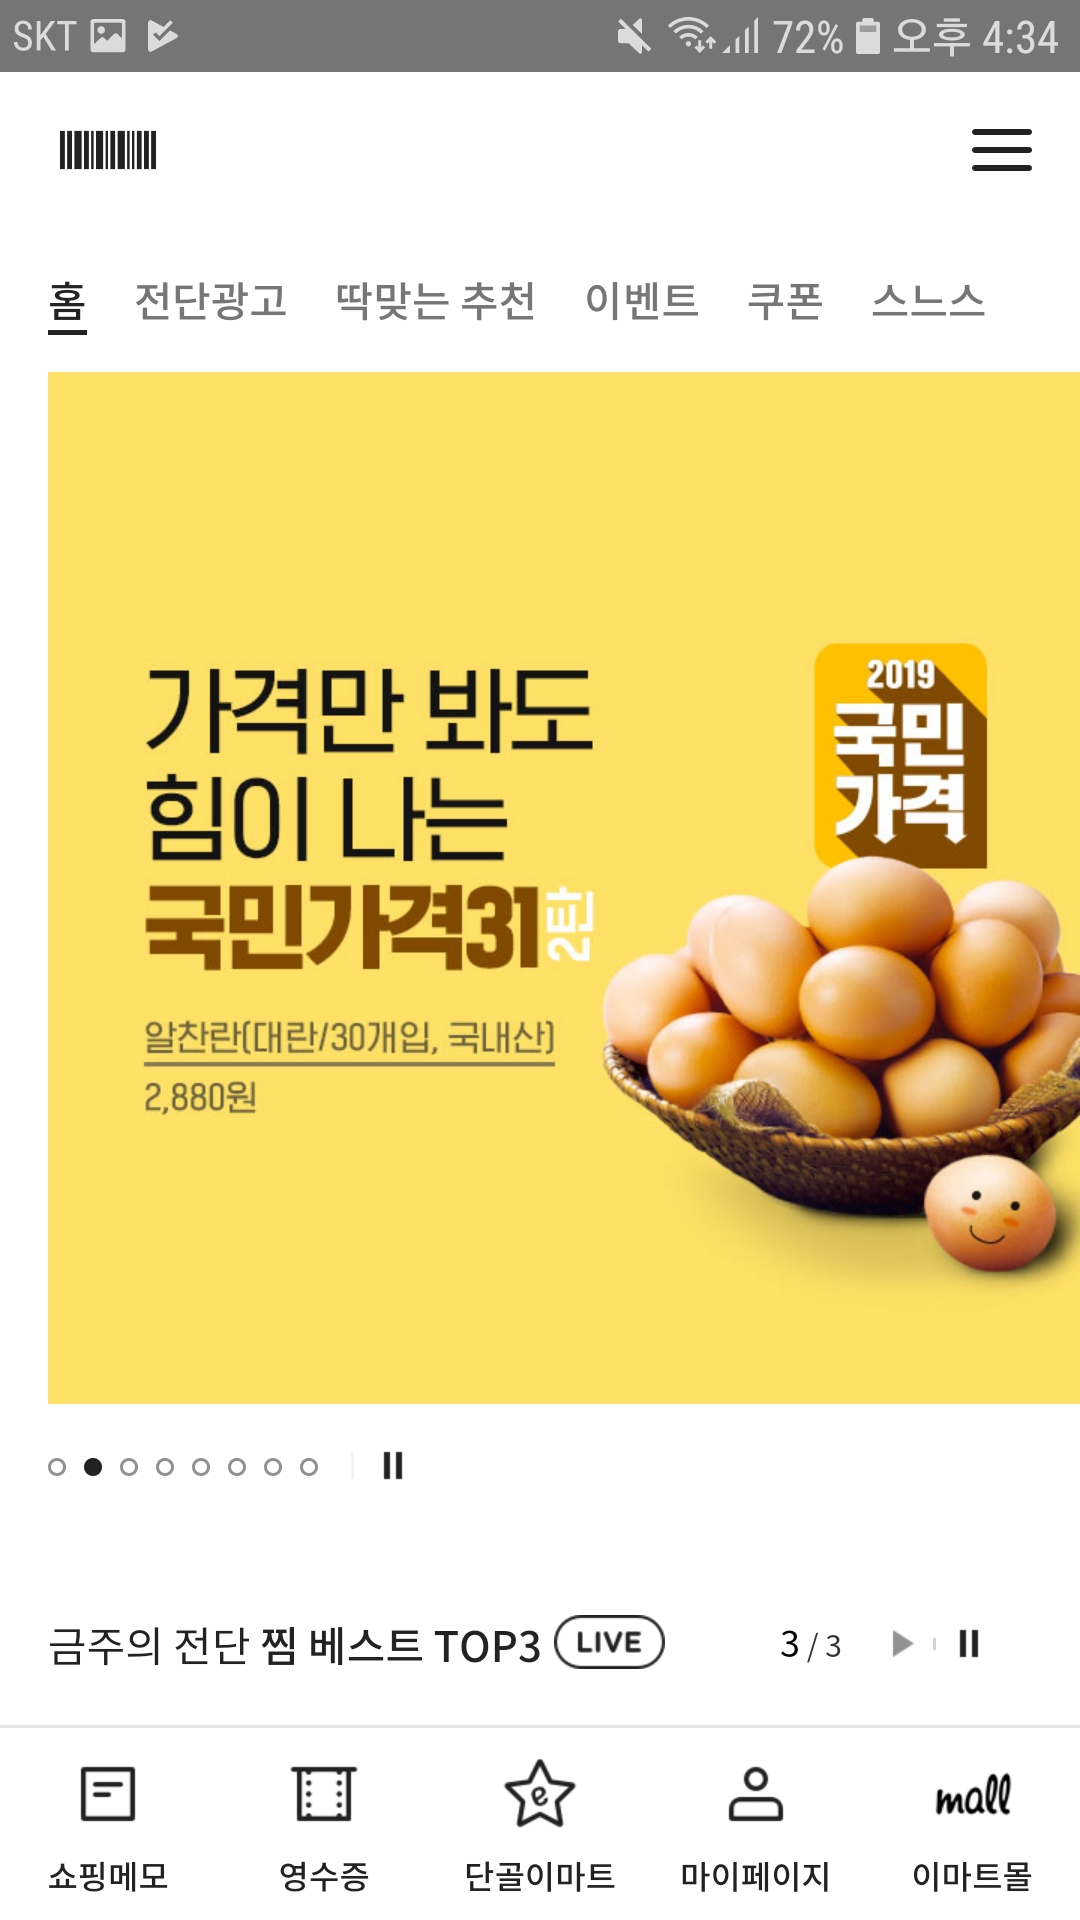 SKT 72% 오후 4:34
홈 전단광고 딱맞는 추천 이벤트 쿠폰 스느스
2019
국민
가격
가격만 봐도
힘이 나는
국민가격31 2탄
알찬란(대란/30개입, 국내산)
2,880원
금주의 전단 찜 베스트 TOP3 LIVE 3 / 3
e mall
쇼핑메모 영수증 단골이마트 마이페이지 이마트몰